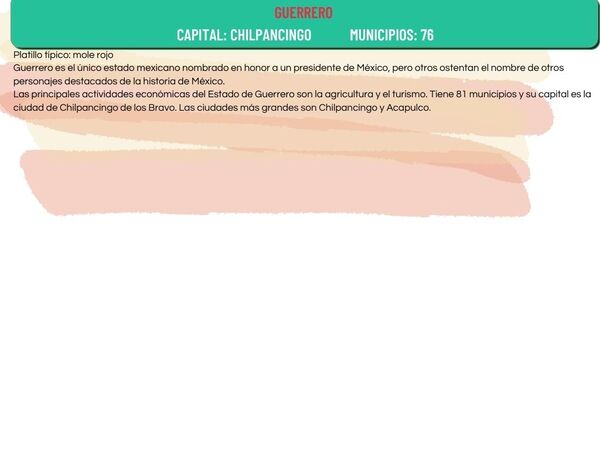 GUERRERO
CAPITAL: CHILPANCINGO MUNICIPIOS: 76
Platillo típico: mole rojo
Guerrero es el único estado mexicano nombrado en honor a un presidente de México, pero otros ostentan el nombre de otros
personajes destacados de la historia de México.
Las principales actividades económicas del Estado de Guerrero son la agricultura y el turismo. Tiene 81 municipios y su capital es la
ciudad de Chilpancingo de los Bravo. Las ciudades más grandes son Chilpancingo y Acapulco.